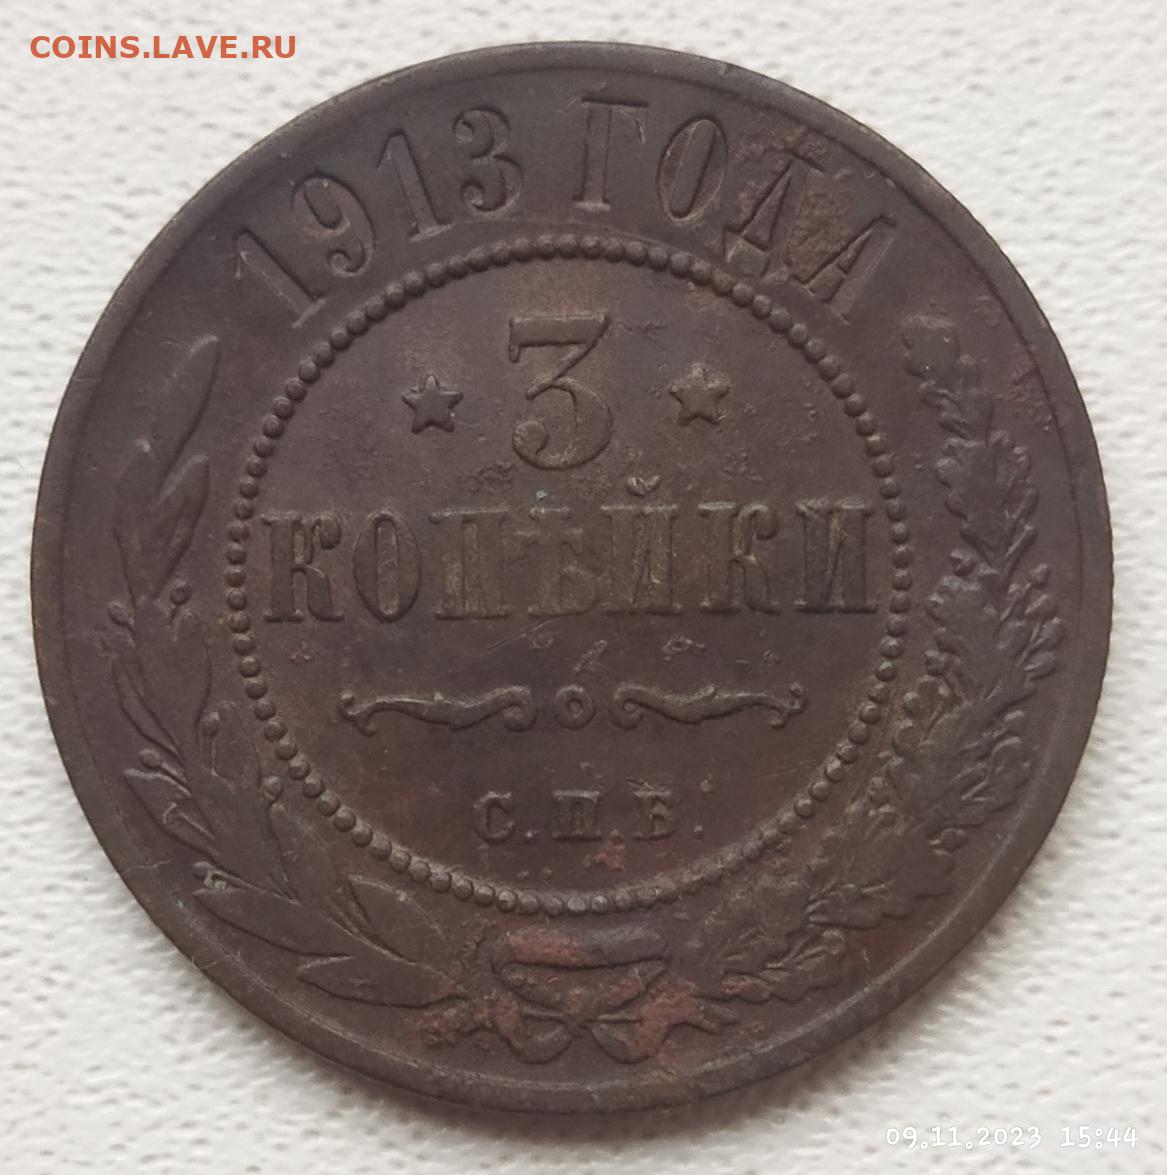 COINS.LAVE.RU
1913 ГОДА
3
КОПѢЙКИ
С.П.Б.
09.11.2023 15:44